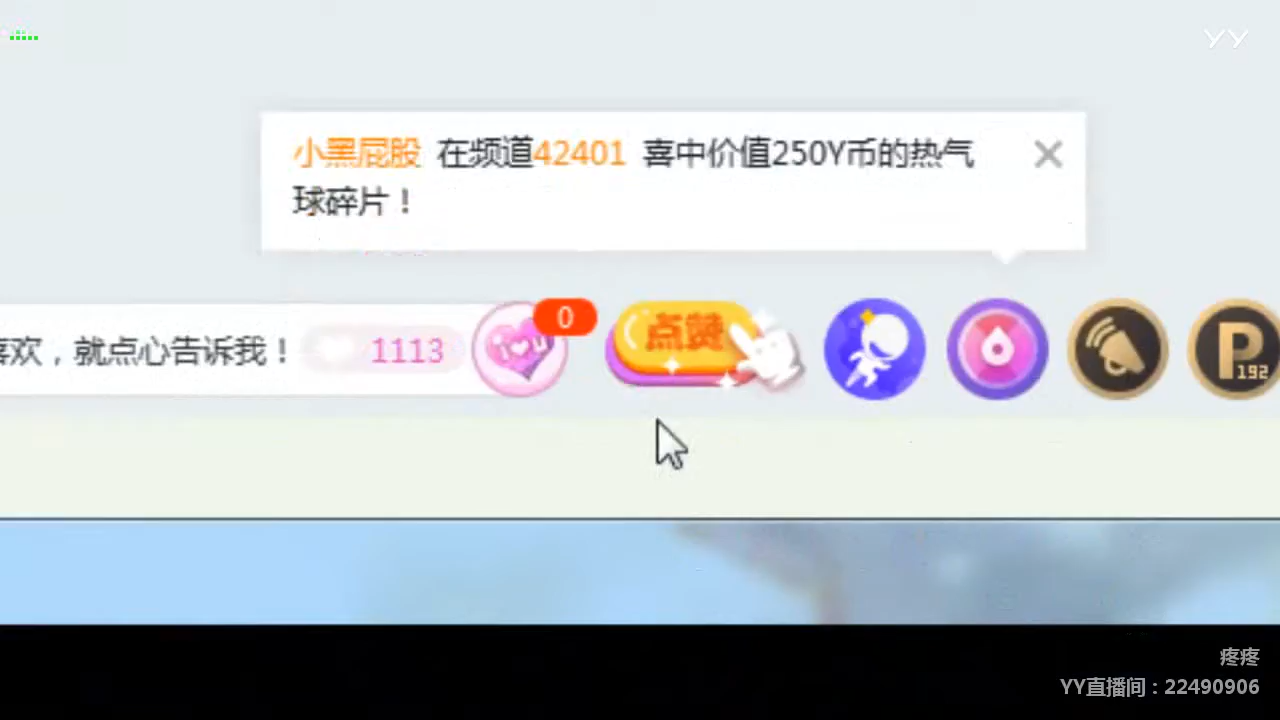 YY
小黑屁股 在频道42401 喜中价值250Y币的热气
球碎片！
喜欢，就点心告诉我！ 1113
i♥u
0
点赞
P
192
疼疼
YY直播间：22490906